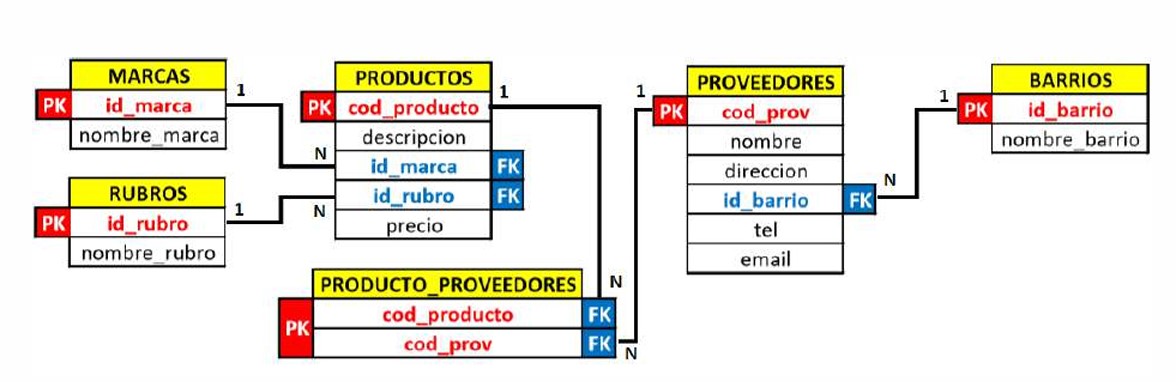 MARCAS
PK id_marca 1
nombre_marca
RUBROS
PK id_rubro 1
nombre_rubro
PRODUCTOS
PK cod_producto 1
descripcion
N id_marca FK
N id_rubro FK
precio
PRODUCTO_PROVEEDORES N
PK cod_producto FK
cod_prov FK N
PROVEEDORES
1 PK cod_prov
nombre
direccion
id_barrio FK N
tel
email
BARRIOS
1 PK id_barrio
nombre_barrio